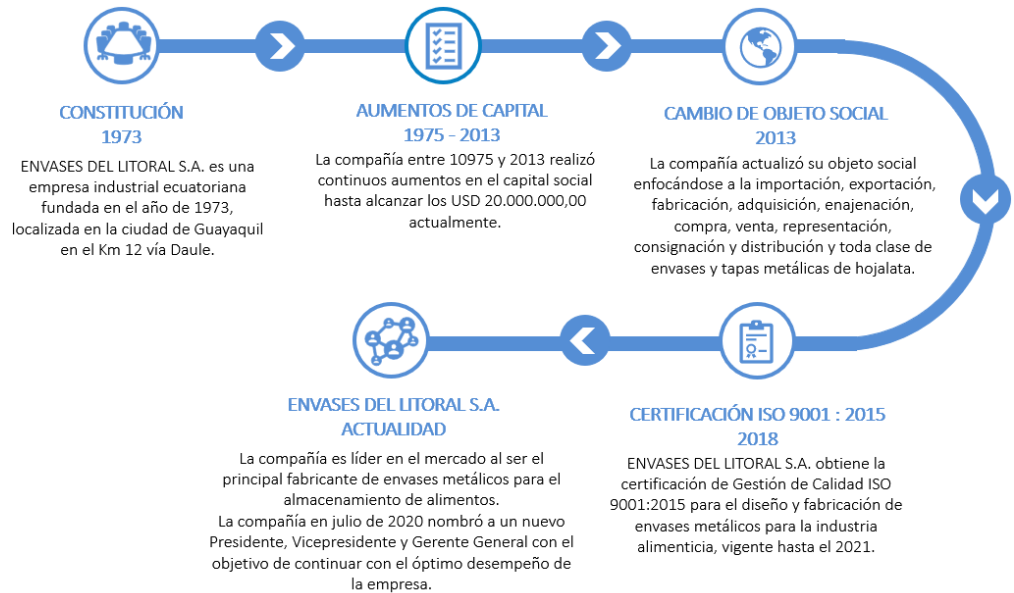 CONSTITUCIÓN
1973
ENVASES DEL LITORAL S.A. es una
empresa industrial ecuatoriana
fundada en el año de 1973,
localizada en la ciudad de Guayaquil
en el Km 12 vía Daule.
AUMENTOS DE CAPITAL
1975 - 2013
La compañía entre 10975 y 2013 realizó
continuos aumentos en el capital social
hasta alcanzar los USD 20.000.000,00
actualmente.
CAMBIO DE OBJETO SOCIAL
2013
La compañía actualizó su objeto social
enfocándose a la importación, exportación,
fabricación, adquisición, enajenación,
compra, venta, representación,
consignación y distribución y toda clase de
envases y tapas metálicas de hojalata.
CERTIFICACIÓN ISO 9001 : 2015
2018
ENVASES DEL LITORAL S.A. obtiene la
certificación de Gestión de Calidad ISO
9001:2015 para el diseño y fabricación de
envases metálicos para la industria
alimenticia, vigente hasta el 2021.
ENVASES DEL LITORAL S.A.
ACTUALIDAD
La compañía es líder en el mercado al ser el
principal fabricante de envases metálicos para el
almacenamiento de alimentos.
La compañía en julio de 2020 nombró a un nuevo
Presidente, Vicepresidente y Gerente General con el
objetivo de continuar con el óptimo desempeño de
la empresa.